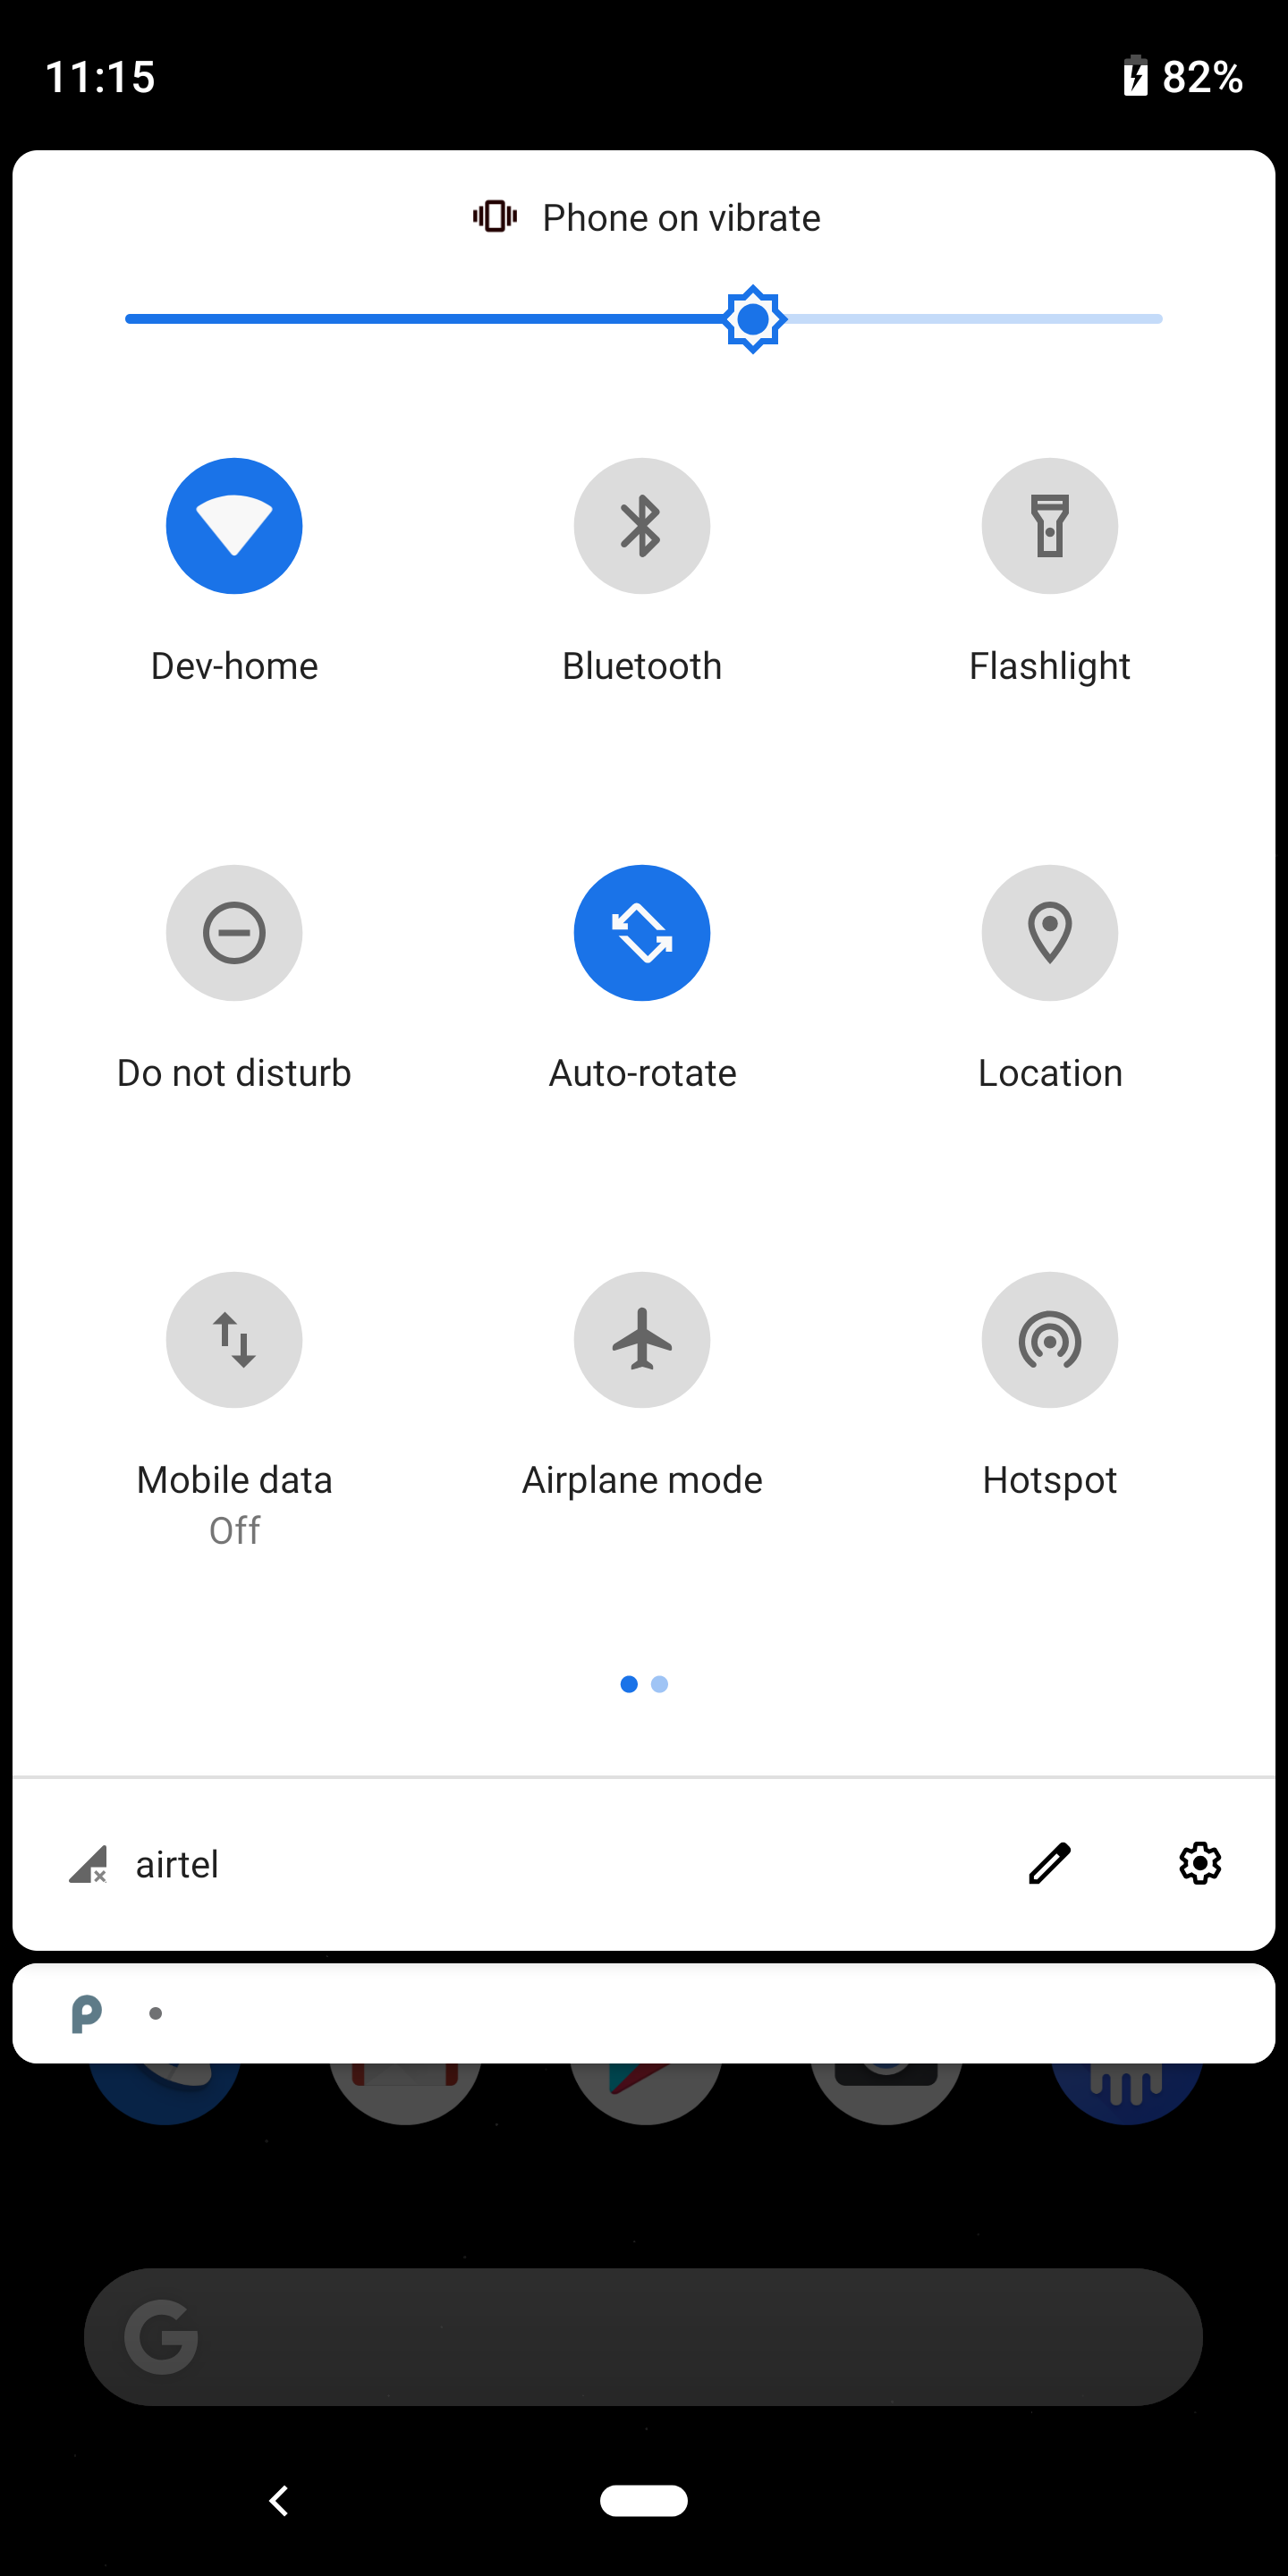 11:15
82%
Phone on vibrate
Dev-home
Bluetooth
Flashlight
Do not disturb
Auto-rotate
Location
Mobile data
Off
Airplane mode
Hotspot
airtel